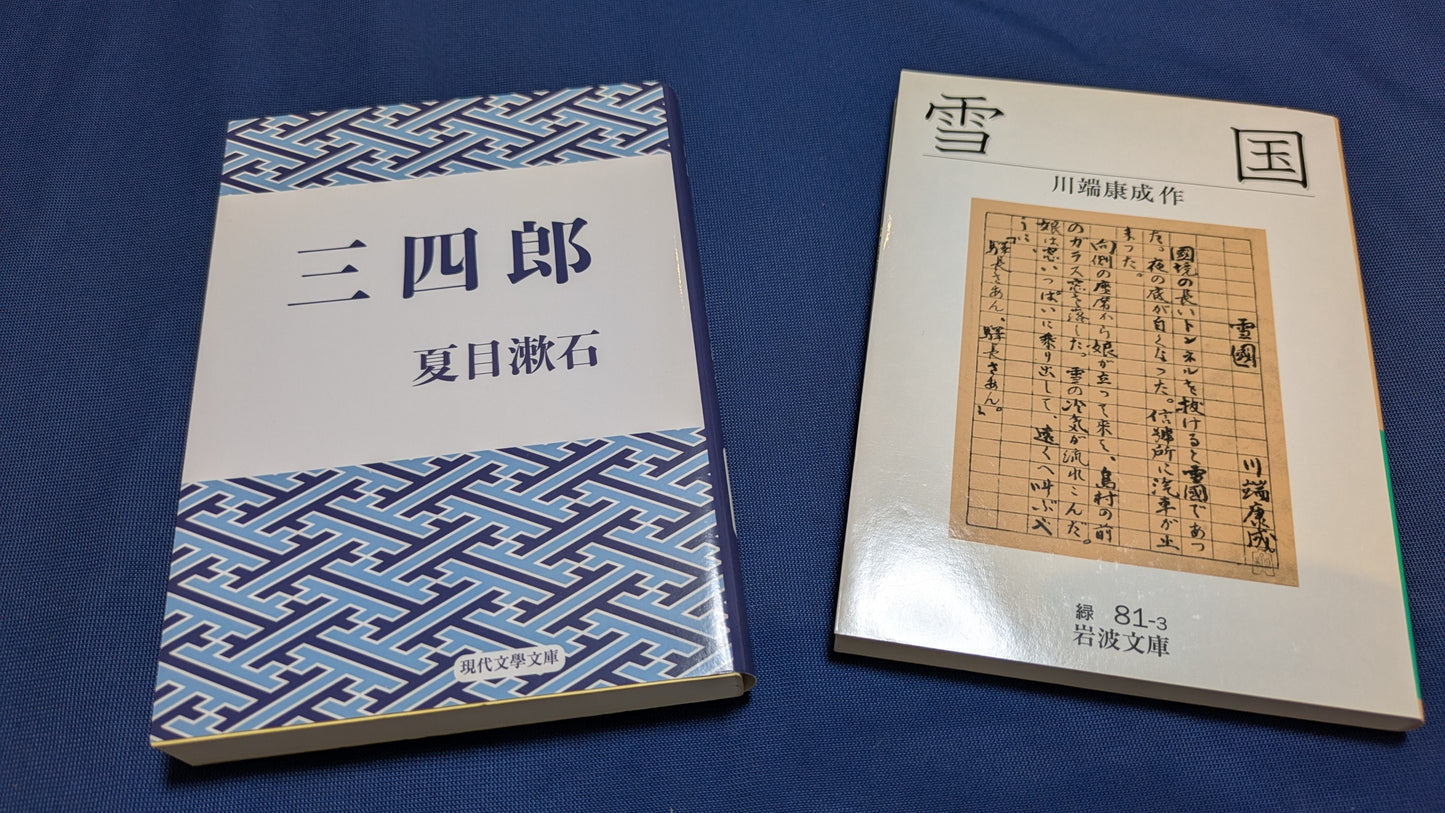 三四郎
夏目漱石
現代文學文庫
雪国
川端康成作
雪國
川端康成
國境の長いトンネルを抜けると雪國であつ
た。夜の底が白くなつた。信號所に汽車が止
まつた。
向側の座席から娘が立つて来て、島村の前
のガラス窓を落した。雪の冷気が流れこんだ。
娘は窓いつぱいに乗り出して、遠くへ叫ぶや
うに、
「驛長さあん、驛長さあん。」
緑 81-3
岩波文庫